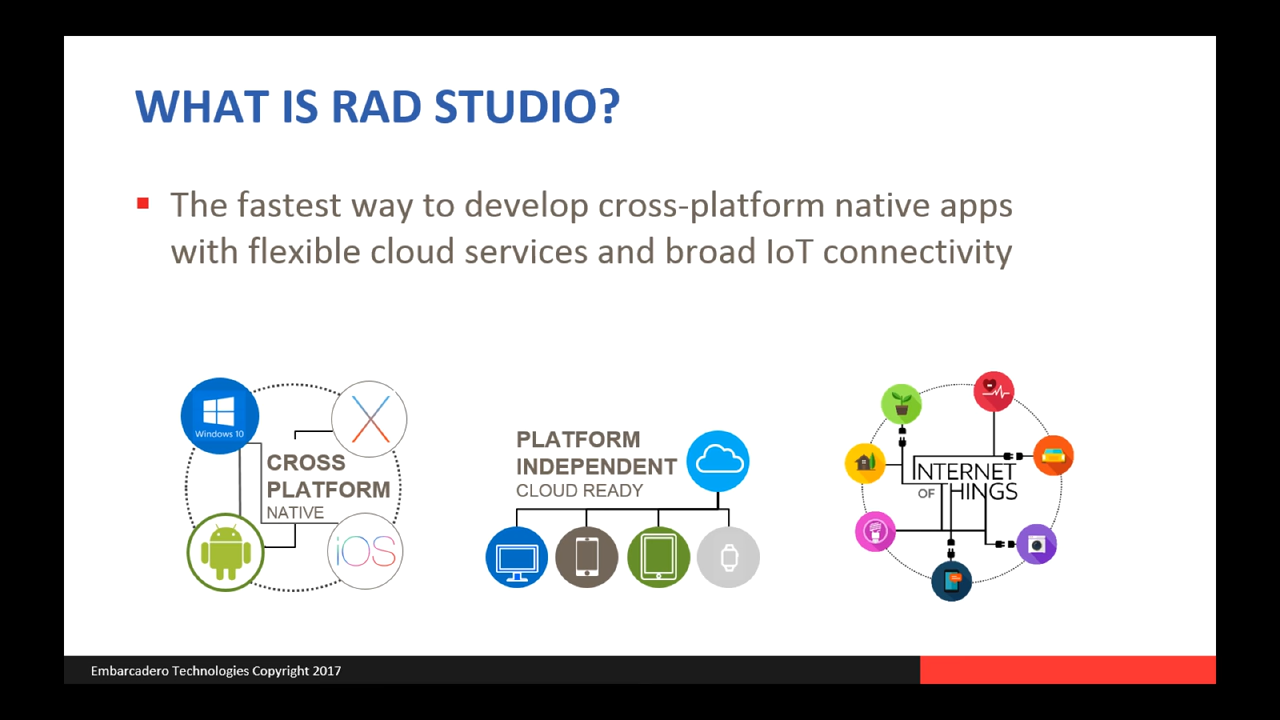 WHAT IS RAD STUDIO?
The fastest way to develop cross-platform native apps
with flexible cloud services and broad IoT connectivity
Windows 10
X
CROSS
PLATFORM
NATIVE
iOS
PLATFORM
INDEPENDENT
CLOUD READY
INTERNET
OF THINGS
Embarcadero Technologies Copyright 2017